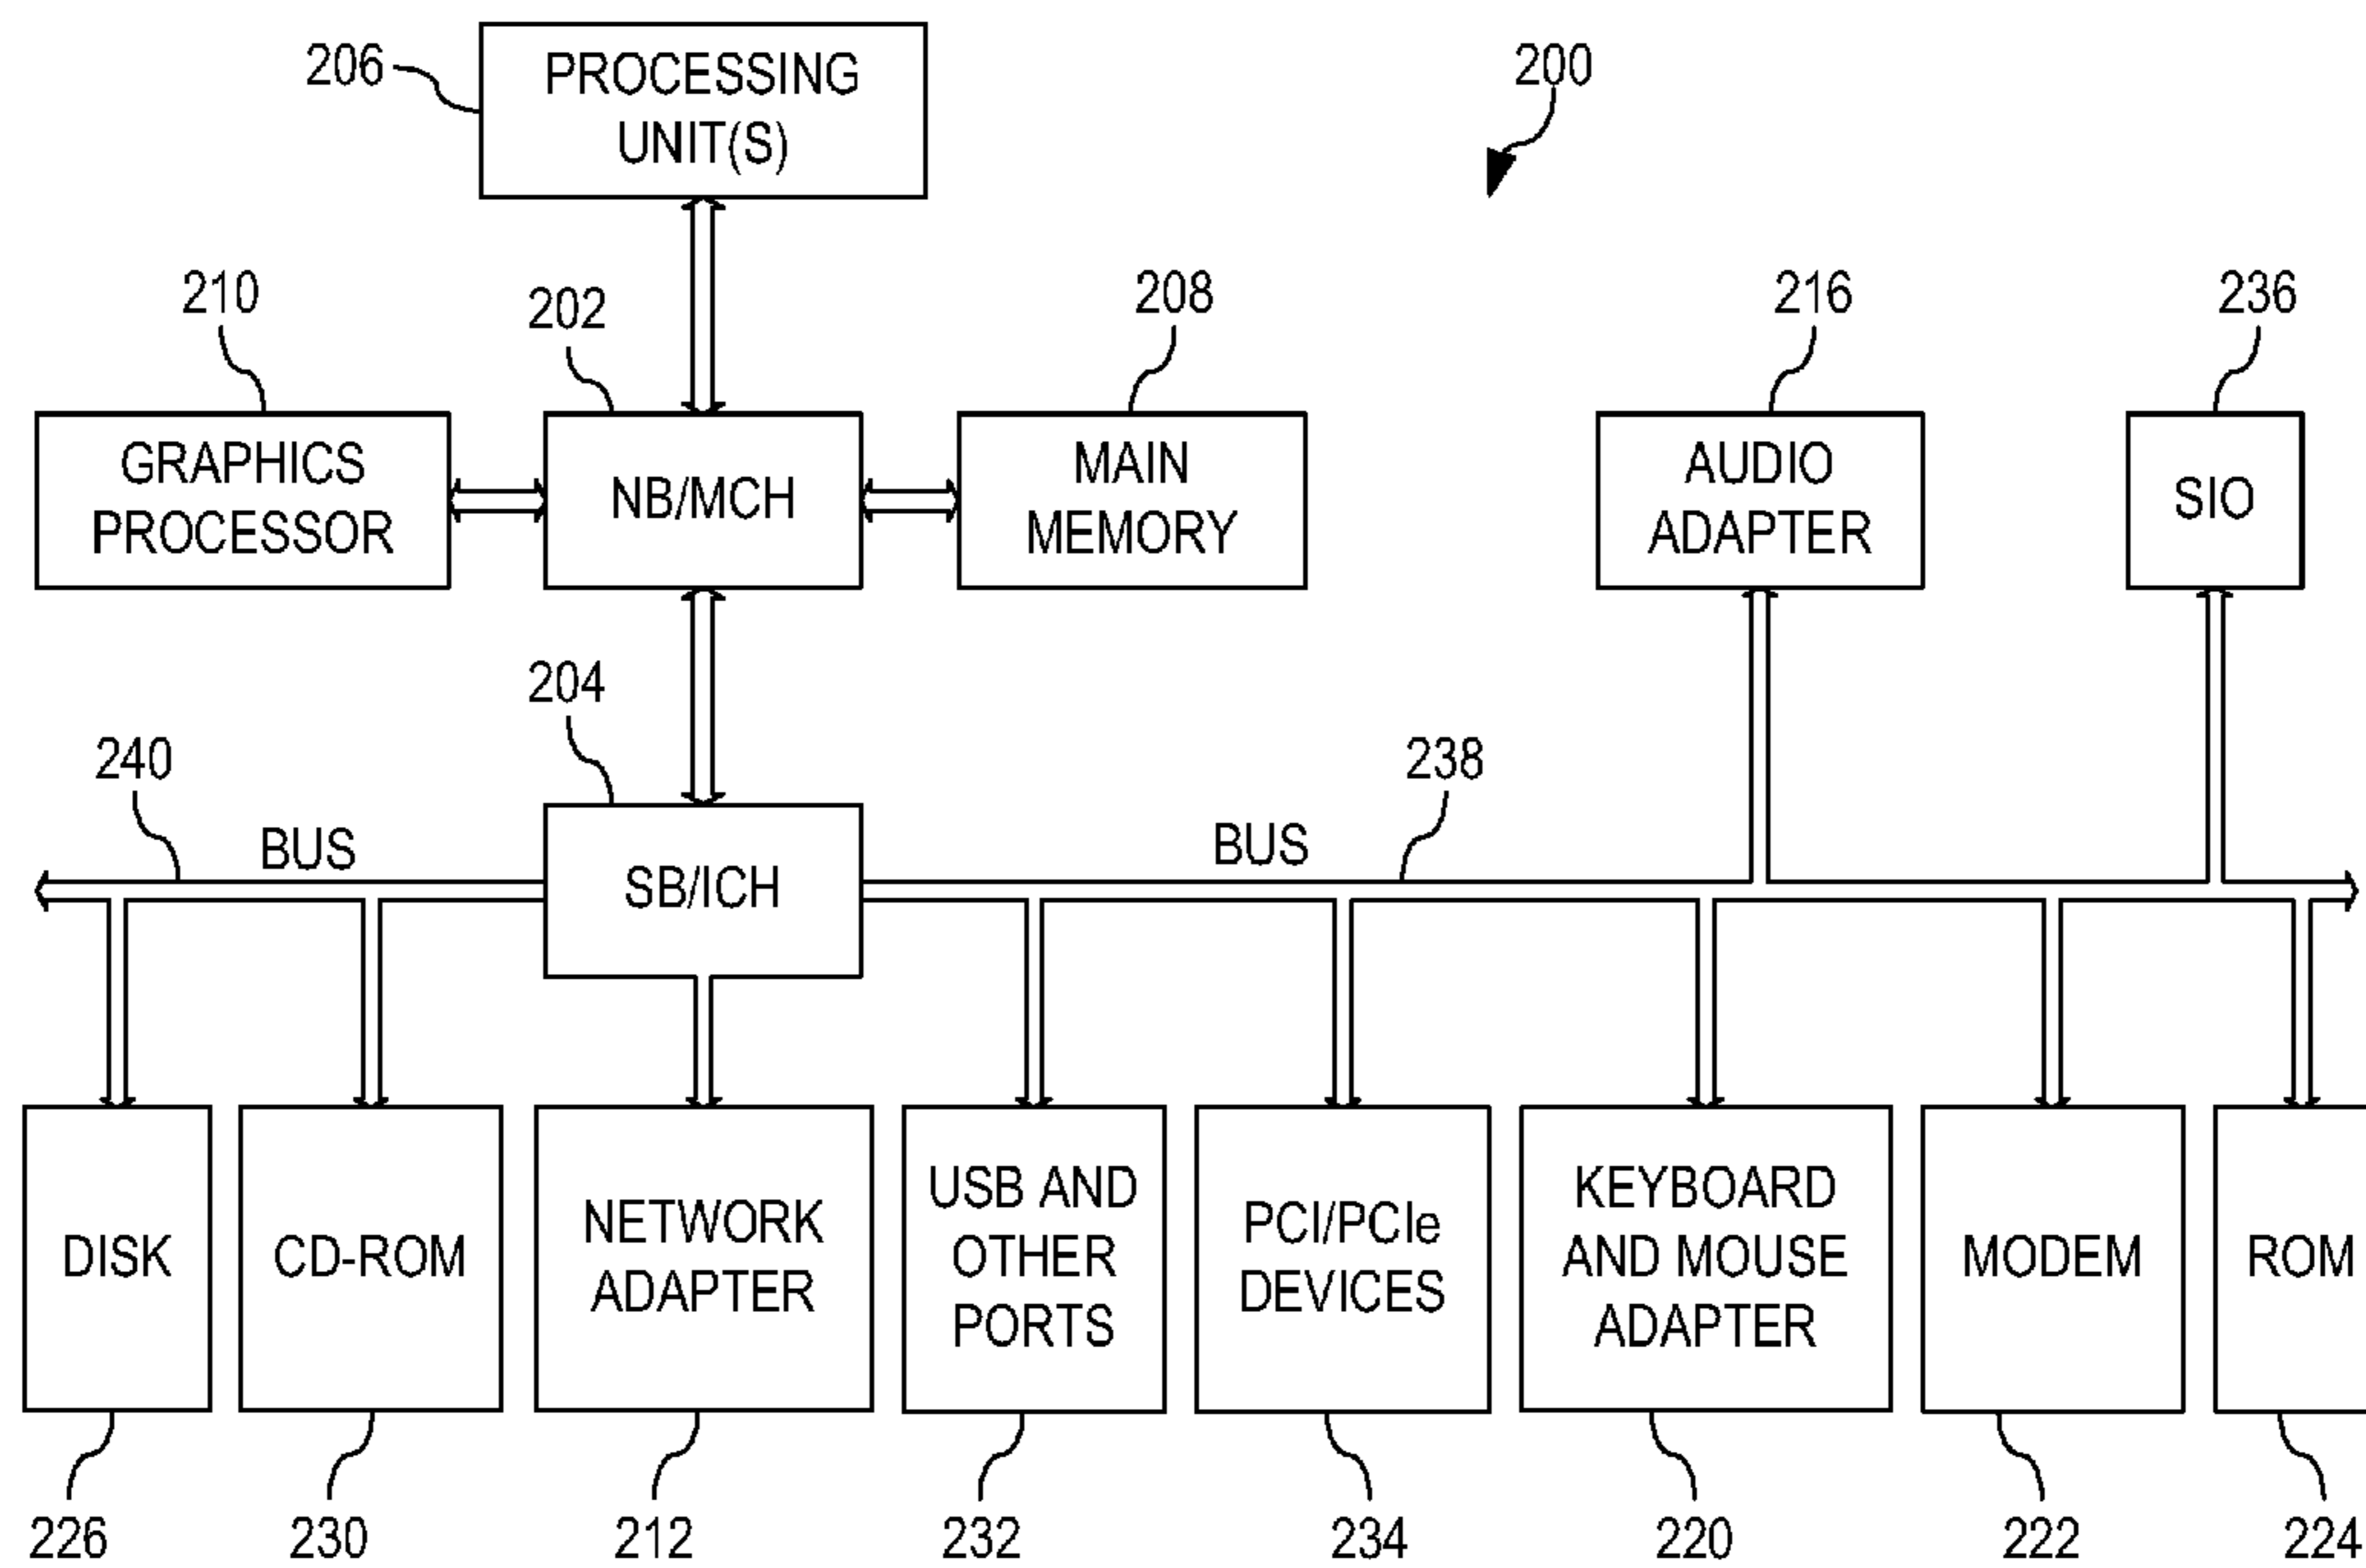 206
PROCESSING
UNIT(S)
200
210
202
208
216
236
GRAPHICS
PROCESSOR
NB/MCH
MAIN
MEMORY
AUDIO
ADAPTER
SIO
204
240
238
BUS
BUS
SB/ICH
DISK
CD-ROM
NETWORK
ADAPTER
USB AND
OTHER
PORTS
PCI/PCIe
DEVICES
KEYBOARD
AND MOUSE
ADAPTER
MODEM
ROM
226
230
212
232
234
220
222
224